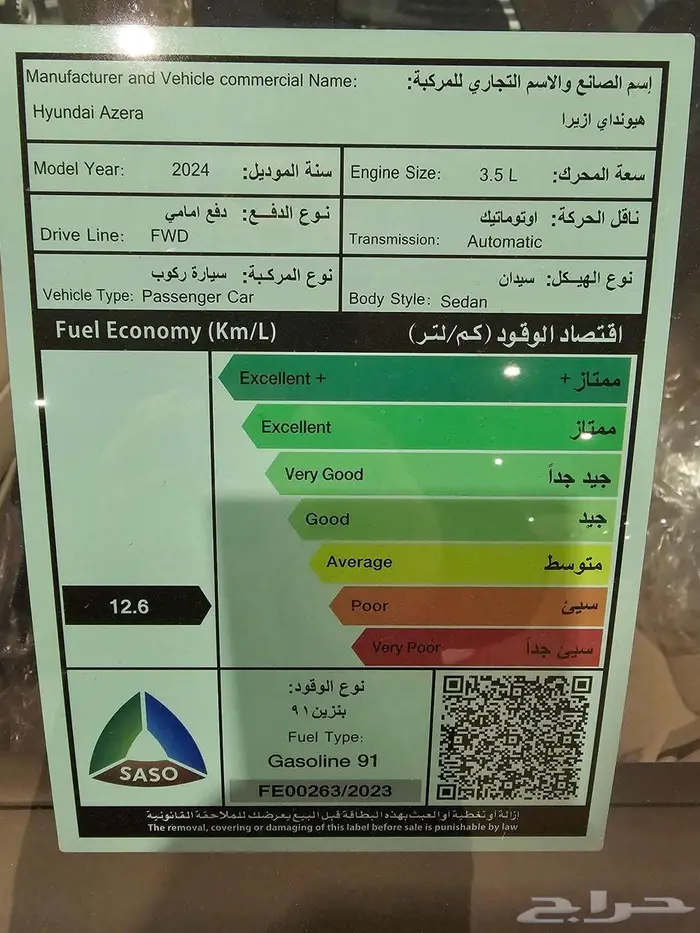 Manufacturer and Vehicle commercial Name: إسم الصانع والاسم التجاري للمركبة:
Hyundai Azera هيونداي ازيرا
Model Year: 2024 سنة الموديل:
Engine Size: 3.5 L سعة المحرك:
نوع الدفع: دفع امامي
Drive Line: FWD
ناقل الحركة: اوتوماتيك
Transmission: Automatic
نوع المركبة: سيارة ركوب
Vehicle Type: Passenger Car
نوع الهيكل: سيدان
Body Style: Sedan
Fuel Economy (Km/L) اقتصاد الوقود (كم/لتر)
Excellent + ممتاز +
Excellent ممتاز
Very Good جيد جداً
Good جيد
Average متوسط
12.6
Poor سيئ
Very Poor سيئ جداً
SASO
نوع الوقود:
بنزين ٩١
Fuel Type:
Gasoline 91
FE00263/2023
إزالة أو تغطية أو العبث بهذه البطاقة قبل البيع يعرضك للملاحقة القانونية
The removal, covering or damaging of this label before sale is punishable by law
حراج